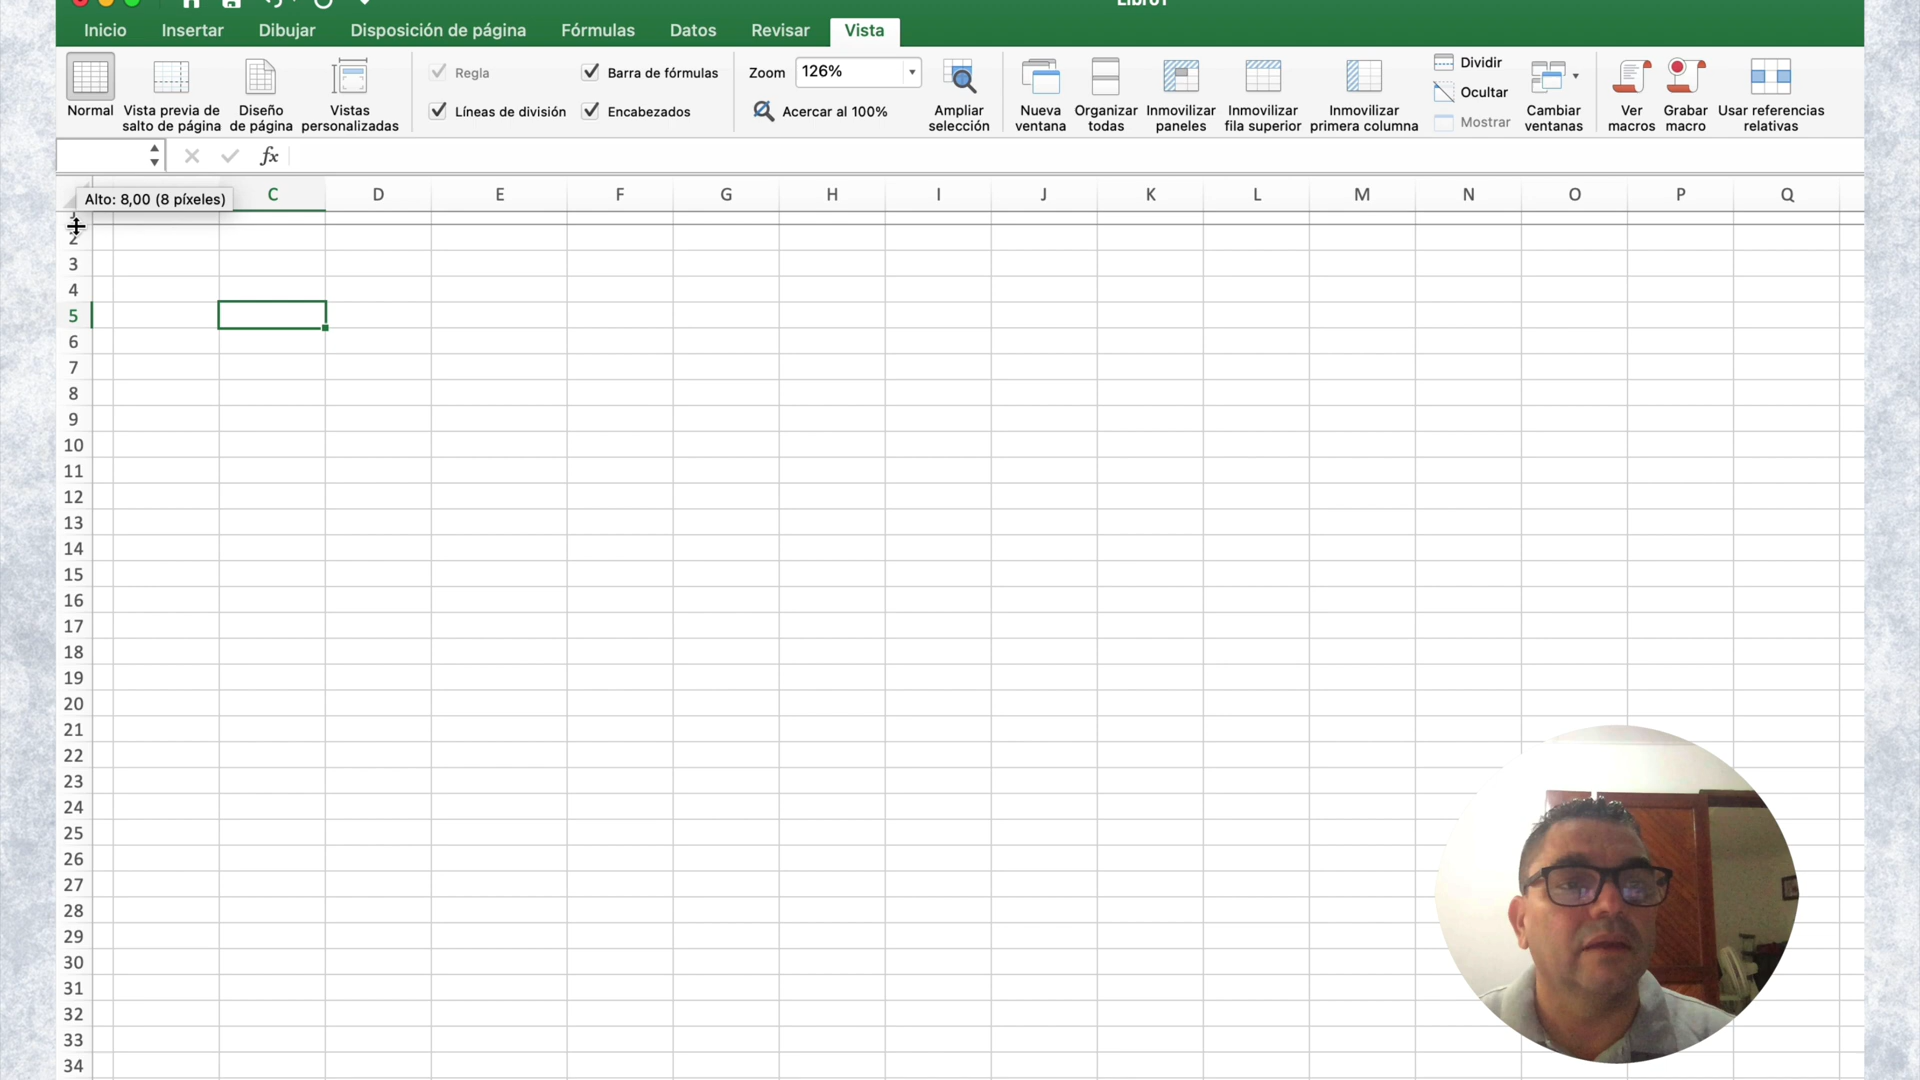 Libro1
Inicio Insertar Dibujar Disposición de página Fórmulas Datos Revisar Vista
Normal
Vista previa de salto de página
Diseño de página
Vistas personalizadas
Regla
Líneas de división
Barra de fórmulas
Encabezados
Zoom 126%
Acercar al 100%
Ampliar selección
Nueva ventana
Organizar todas
Inmovilizar paneles
Inmovilizar fila superior
Inmovilizar primera columna
Dividir
Ocultar
Mostrar
Cambiar ventanas
Ver macros
Grabar macro
Usar referencias relativas
fx
Alto: 8,00 (8 píxeles)
C D E F G H I J K L M N O P Q
2
3
4
5
6
7
8
9
10
11
12
13
14
15
16
17
18
19
20
21
22
23
24
25
26
27
28
29
30
31
32
33
34